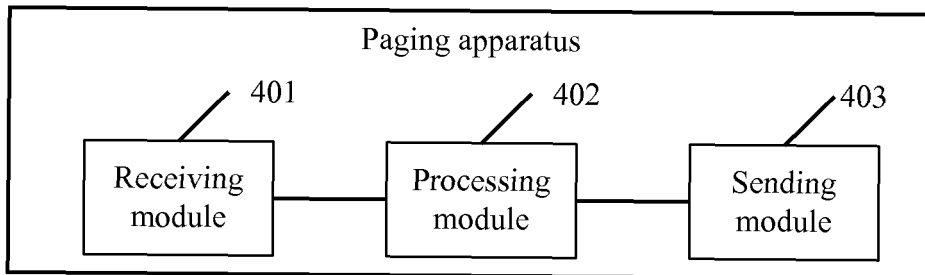 Paging apparatus
401
402
403
Receiving
module
Processing
module
Sending
module